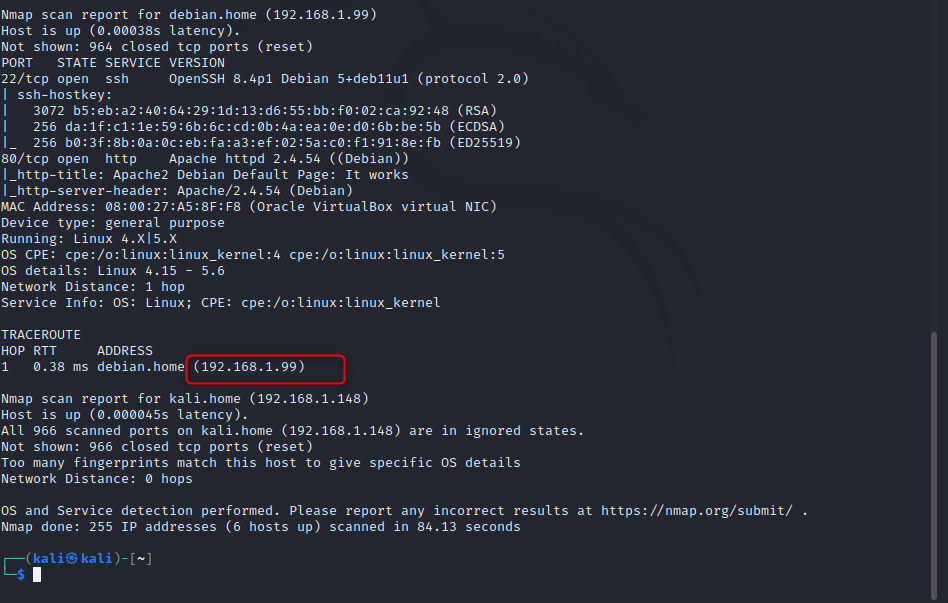 Nmap scan report for debian.home (192.168.1.99)
Host is up (0.00038s latency).
Not shown: 964 closed tcp ports (reset)
PORT   STATE SERVICE VERSION
22/tcp open  ssh     OpenSSH 8.4p1 Debian 5+deb11u1 (protocol 2.0)
| ssh-hostkey:
|   3072 b5:eb:a2:40:64:29:1d:13:d6:55:bb:f0:02:ca:92:48 (RSA)
|   256 da:1f:c1:1e:59:6b:6c:cd:0b:4a:ea:0e:d0:6b:be:5b (ECDSA)
|_  256 b0:3f:8b:0a:0c:eb:fa:a3:ef:02:5a:c0:f1:91:8e:fb (ED25519)
80/tcp open  http    Apache httpd 2.4.54 ((Debian))
|_http-title: Apache2 Debian Default Page: It works
|_http-server-header: Apache/2.4.54 (Debian)
MAC Address: 08:00:27:A5:8F:F8 (Oracle VirtualBox virtual NIC)
Device type: general purpose
Running: Linux 4.X|5.X
OS CPE: cpe:/o:linux:linux_kernel:4 cpe:/o:linux:linux_kernel:5
OS details: Linux 4.15 - 5.6
Network Distance: 1 hop
Service Info: OS: Linux; CPE: cpe:/o:linux:linux_kernel

TRACEROUTE
HOP RTT     ADDRESS
1   0.38 ms debian.home (192.168.1.99)

Nmap scan report for kali.home (192.168.1.148)
Host is up (0.000045s latency).
All 966 scanned ports on kali.home (192.168.1.148) are in ignored states.
Not shown: 966 closed tcp ports (reset)
Too many fingerprints match this host to give specific OS details
Network Distance: 0 hops

OS and Service detection performed. Please report any incorrect results at https://nmap.org/submit/ .
Nmap done: 255 IP addresses (6 hosts up) scanned in 84.13 seconds

┌──(kali㉿kali)-[~]
└─$